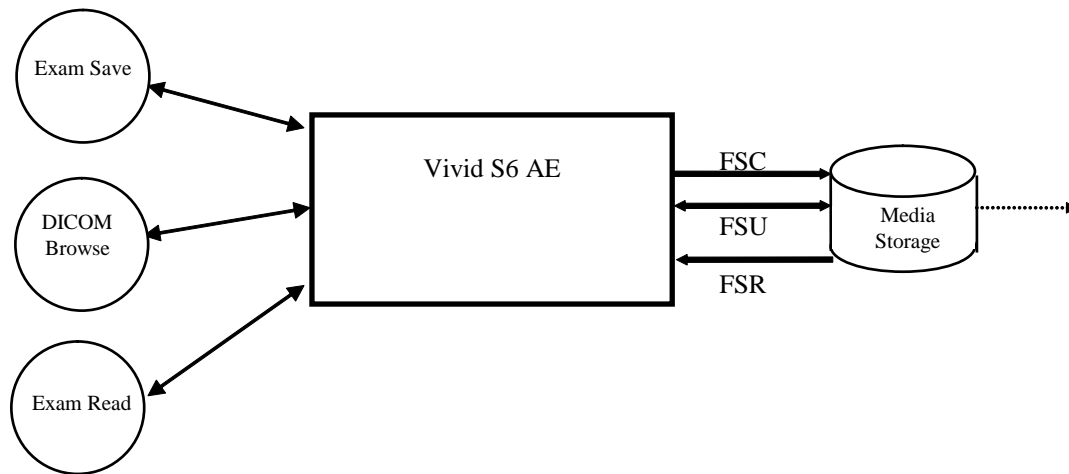 Exam Save
DICOM
Browse
Exam Read
Vivid S6 AE
FSC
FSU
FSR
Media
Storage